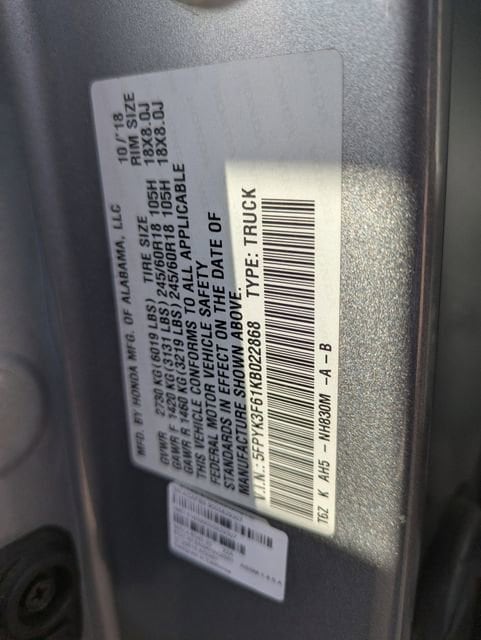 MFD. BY HONDA MFG. OF ALABAMA, LLC 10/'18
GVWR 2730 KG(6019 LBS) TIRE SIZE RIM SIZE
GAWR F 1420 KG(3131 LBS) 245/60R18 105H 18X8.0J
GAWR R 1460 KG(3219 LBS) 245/60R18 105H 18X8.0J
THIS VEHICLE CONFORMS TO ALL APPLICABLE
FEDERAL MOTOR VEHICLE SAFETY
STANDARDS IN EFFECT ON THE DATE OF
MANUFACTURE SHOWN ABOVE.
V.I.N.: 5FPYK3F61KB022868 TYPE: TRUCK
T6Z K AH5 - NH830M -A-B